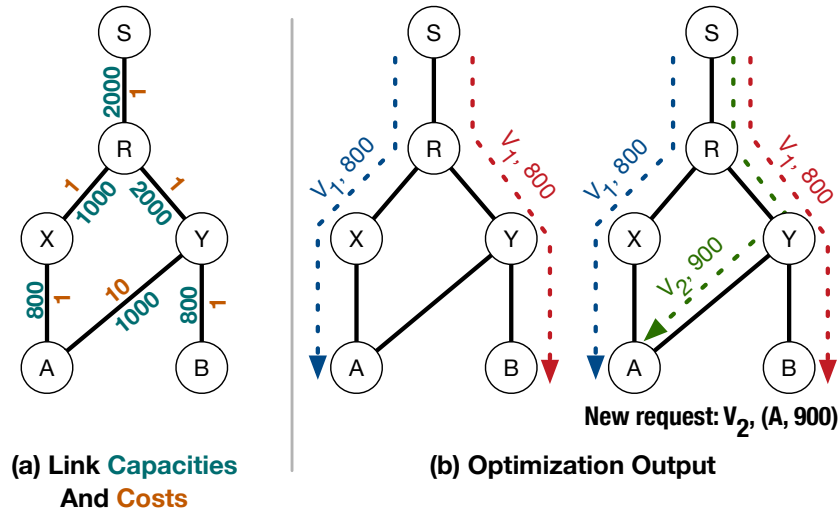 S
2000
1
R
1
1000
2000
1
X
Y
800
1
10
1000
800
1
A
B
(a) Link Capacities
And Costs
S
R
V1, 800
V1, 800
X
Y
A
B
S
R
V1, 800
V1, 800
X
Y
V2, 900
A
B
New request: V2, (A, 900)
(b) Optimization Output